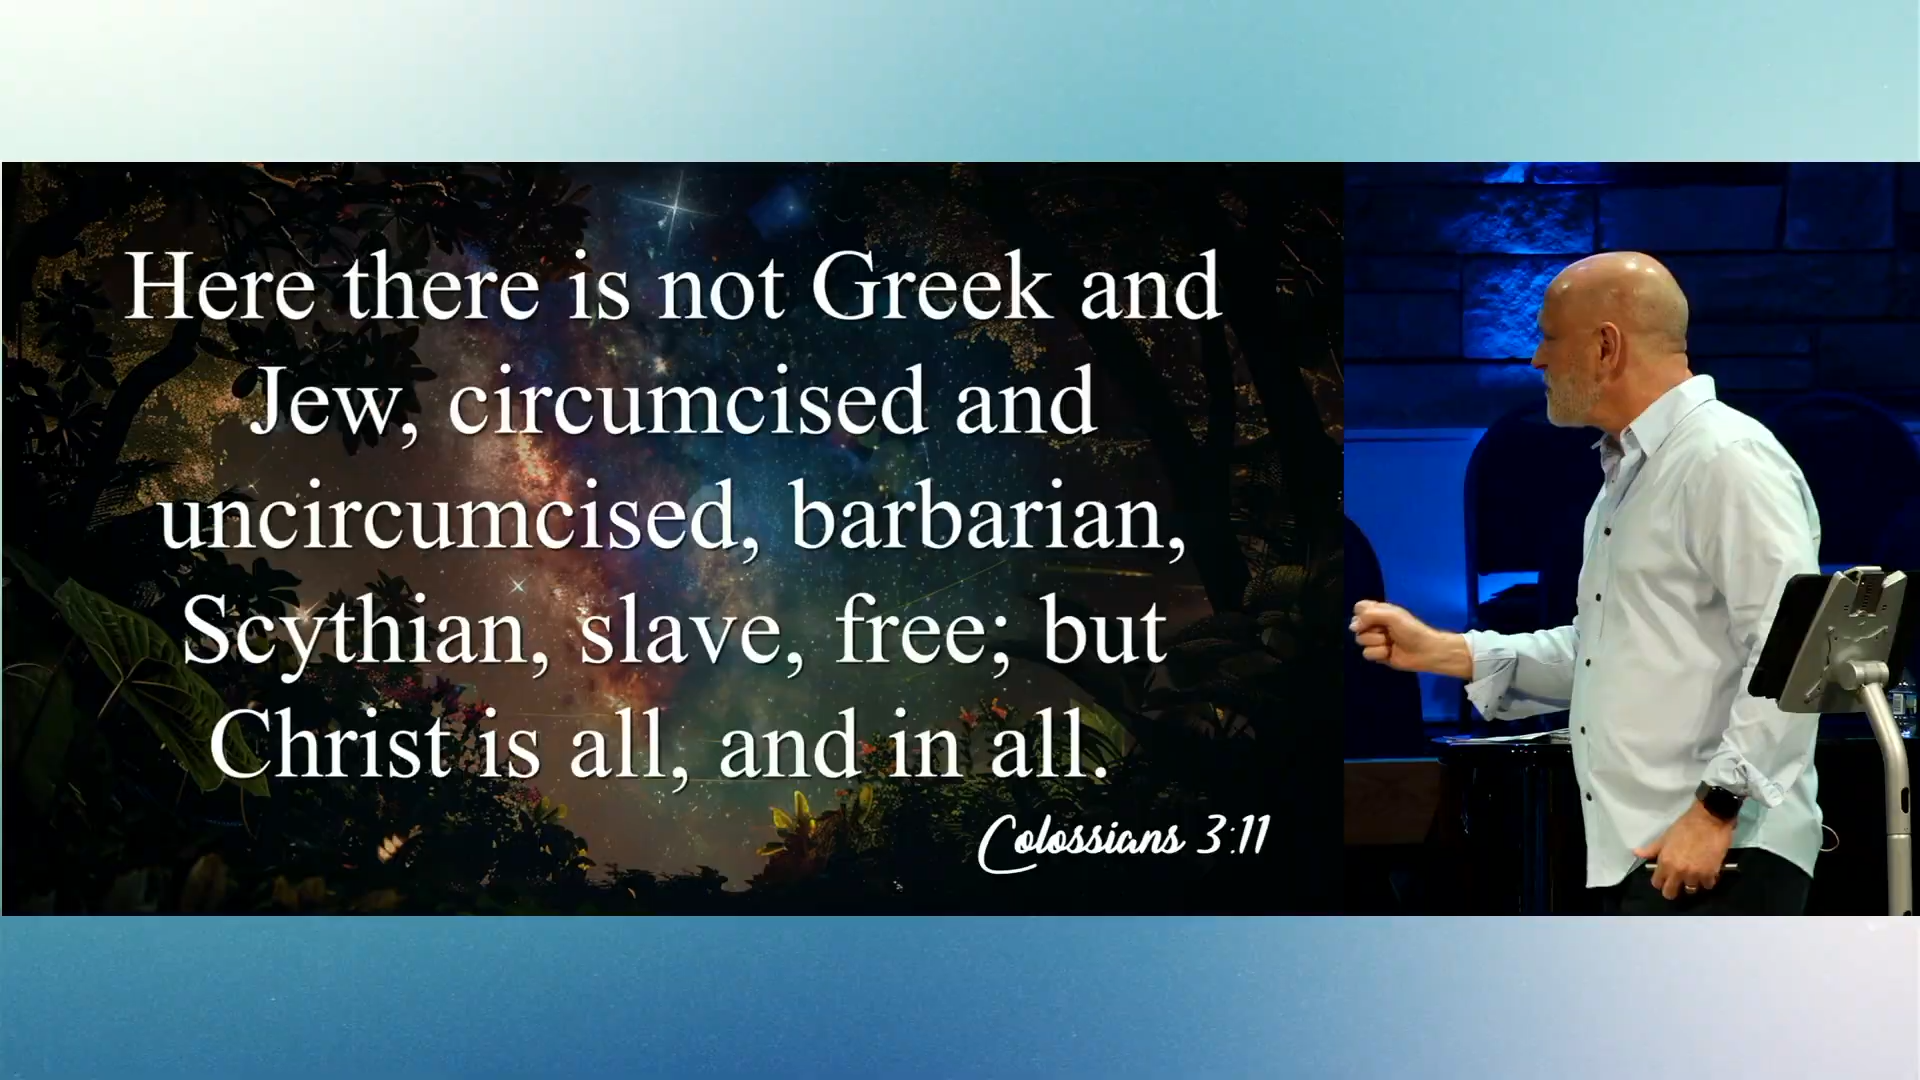 Here there is not Greek and
Jew, circumcised and
uncircumcised, barbarian,
Scythian, slave, free; but
Christ is all, and in all.
Colossians 3:11